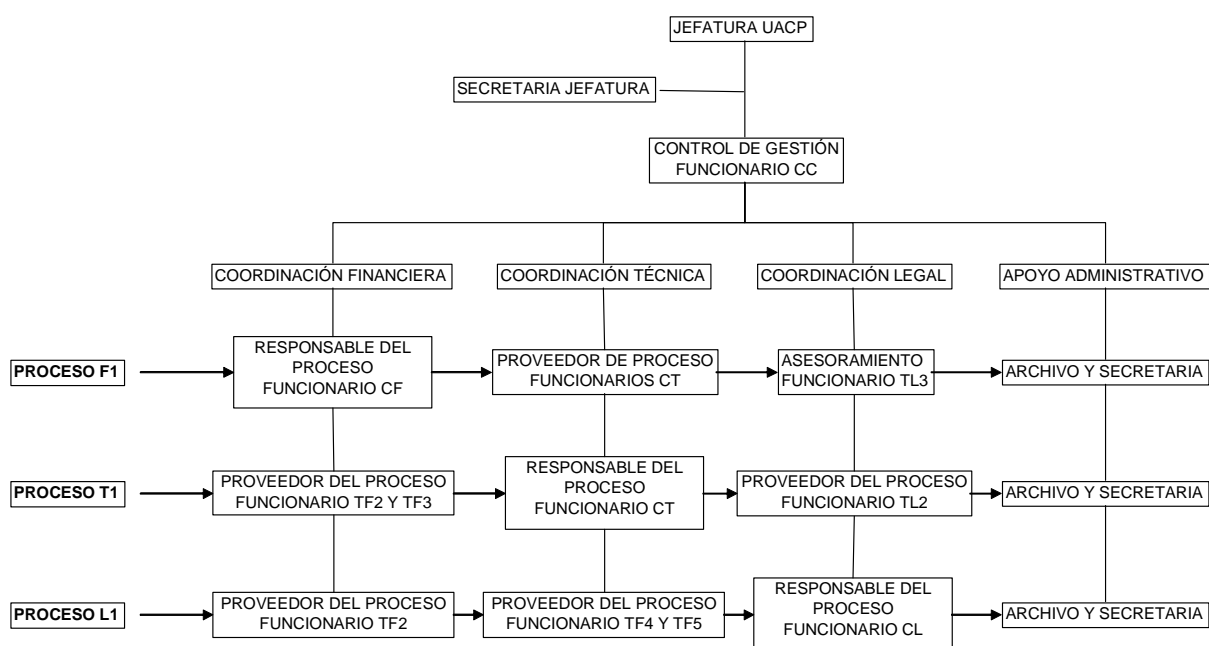 JEFATURA UACP
SECRETARIA JEFATURA
CONTROL DE GESTIÓN
FUNCIONARIO CC
COORDINACIÓN FINANCIERA
COORDINACIÓN TÉCNICA
COORDINACIÓN LEGAL
APOYO ADMINISTRATIVO
PROCESO F1
RESPONSABLE DEL
PROCESO
FUNCIONARIO CF
PROVEEDOR DE PROCESO
FUNCIONARIOS CT
ASESORAMIENTO
FUNCIONARIO TL3
ARCHIVO Y SECRETARIA
PROCESO T1
PROVEEDOR DEL PROCESO
FUNCIONARIO TF2 Y TF3
RESPONSABLE DEL
PROCESO
FUNCIONARIO CT
PROVEEDOR DEL PROCESO
FUNCIONARIO TL2
ARCHIVO Y SECRETARIA
PROCESO L1
PROVEEDOR DEL PROCESO
FUNCIONARIO TF2
PROVEEDOR DEL PROCESO
FUNCIONARIO TF4 Y TF5
RESPONSABLE DEL
PROCESO
FUNCIONARIO CL
ARCHIVO Y SECRETARIA